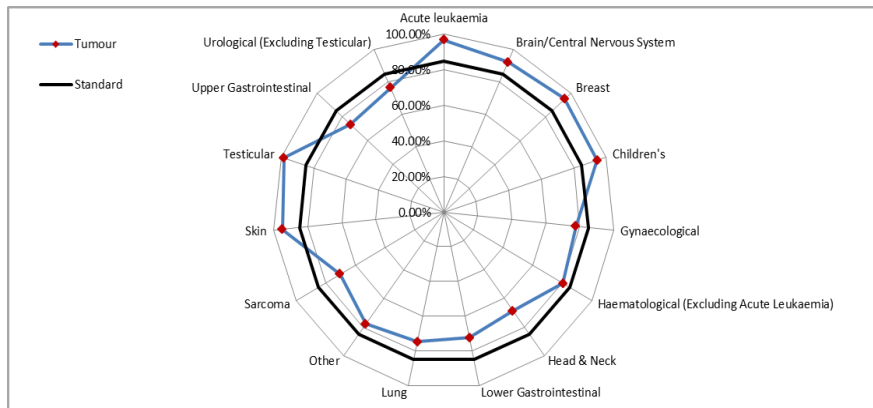 Tumour
Standard
Acute leukaemia
Brain/Central Nervous System
Breast
Children's
Gynaecological
Haematological (Excluding Acute Leukaemia)
Head & Neck
Lower Gastrointestinal
Lung
Other
Sarcoma
Skin
Testicular
Upper Gastrointestinal
Urological (Excluding Testicular)
100.00%
80.00%
60.00%
40.00%
20.00%
0.00%